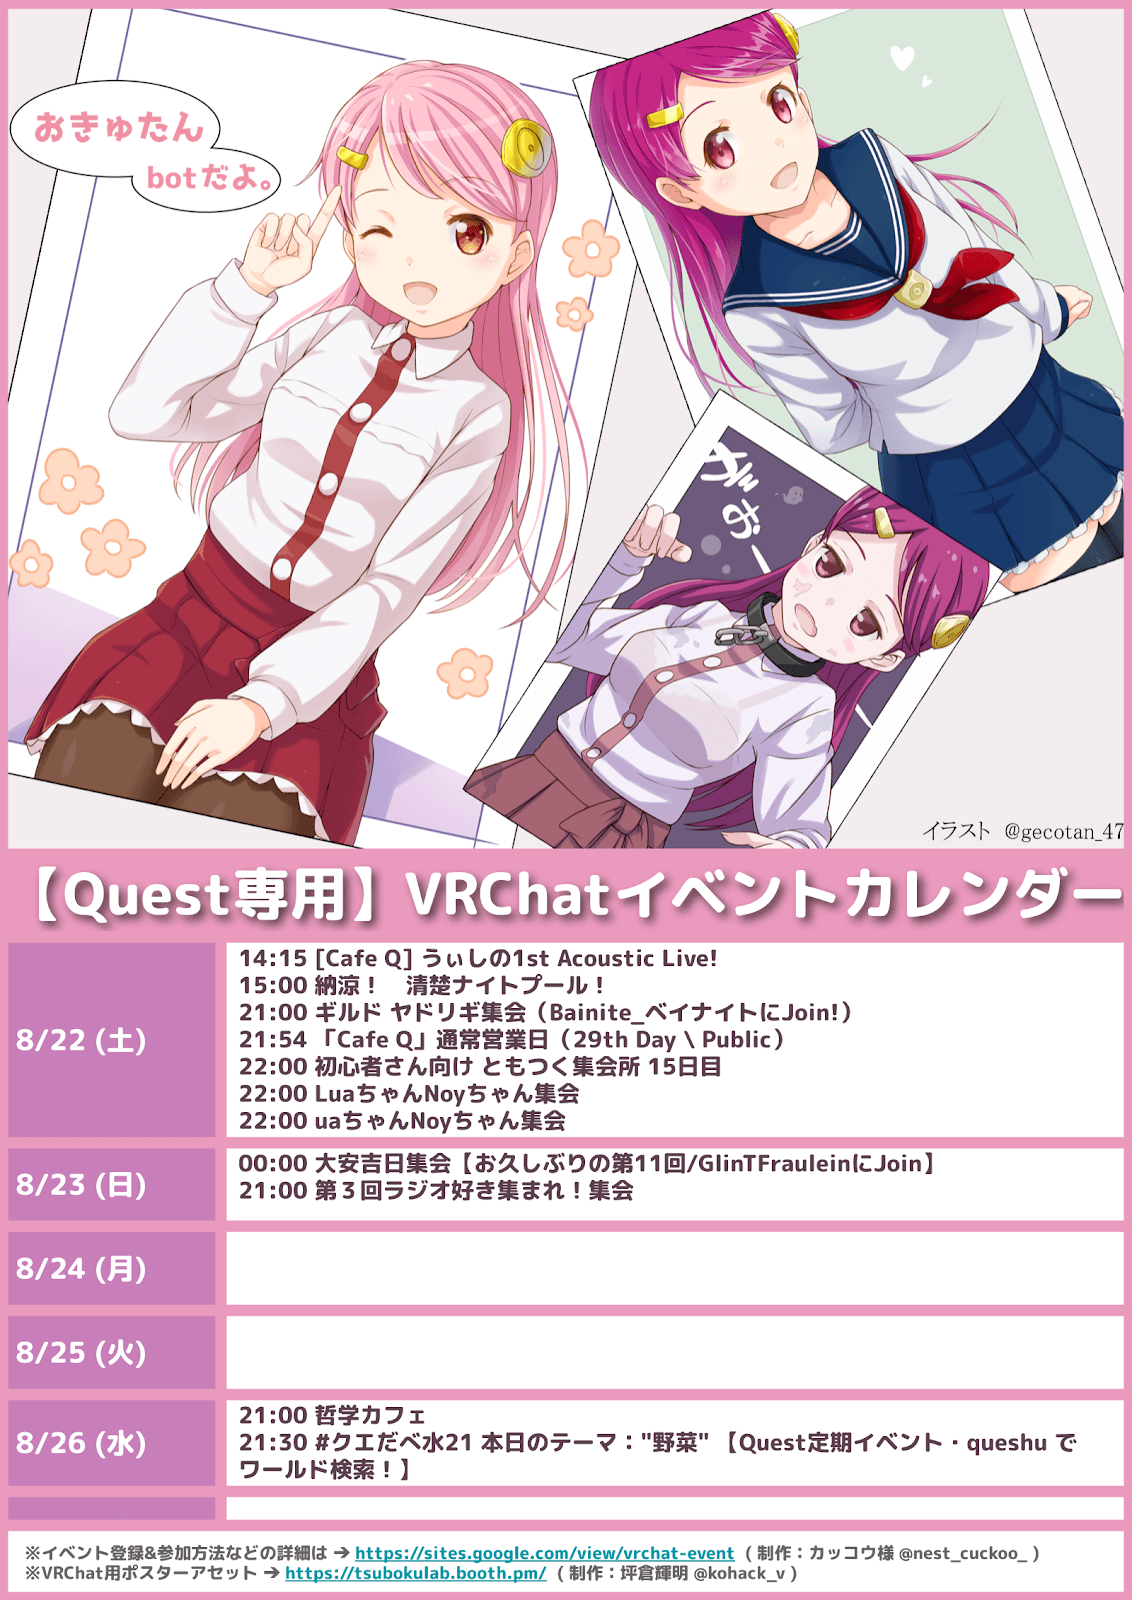 おきゅたん
botだよ。
がおー
イラスト @gecotan_47
【Quest専用】VRChatイベントカレンダー
8/22 (土)
14:15 [Cafe Q] うぃしの1st Acoustic Live!
15:00 納涼！　清楚ナイトプール！
21:00 ギルド ヤドリギ集会（Bainite_ベイナイトにJoin!）
21:54 「Cafe Q」通常営業日（29th Day \ Public）
22:00 初心者さん向け ともつく集会所 15日目
22:00 LuaちゃんNoyちゃん集会
22:00 uaちゃんNoyちゃん集会
8/23 (日)
00:00 大安吉日集会【お久しぶりの第11回/GlinTFrauleinにJoin】
21:00 第３回ラジオ好き集まれ！集会
8/24 (月)
8/25 (火)
8/26 (水)
21:00 哲学カフェ
21:30 #クエだべ水21 本日のテーマ："野菜" 【Quest定期イベント・queshu で
ワールド検索！】
※イベント登録&参加方法などの詳細は → https://sites.google.com/view/vrchat-event （制作：カッコウ様 @nest_cuckoo_）
※VRChat用ポスターアセット → https://tsubokulab.booth.pm/ （制作：坪倉輝明 @kohack_v）